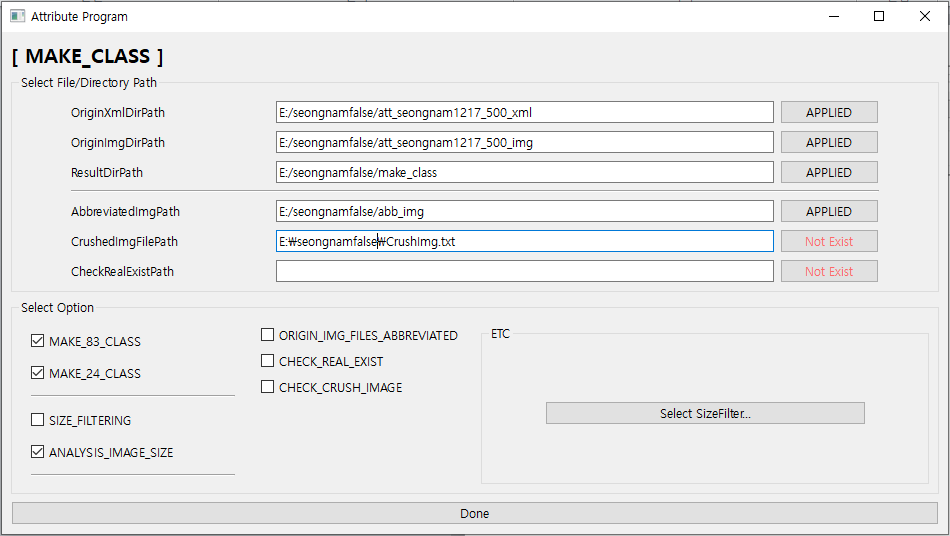 Attribute Program
[ MAKE_CLASS ]
Select File/Directory Path
OriginXmlDirPath E:/seongnamfalse/att_seongnam1217_500_xml APPLIED
OriginImgDirPath E:/seongnamfalse/att_seongnam1217_500_img APPLIED
ResultDirPath E:/seongnamfalse/make_class APPLIED
AbbreviatedImgPath E:/seongnamfalse/abb_img APPLIED
CrushedImgFilePath E:₩seongnamfalse₩CrushImg.txt Not Exist
CheckRealExistPath Not Exist
Select Option
MAKE_83_CLASS
MAKE_24_CLASS
SIZE_FILTERING
ANALYSIS_IMAGE_SIZE
ORIGIN_IMG_FILES_ABBREVIATED
CHECK_REAL_EXIST
CHECK_CRUSH_IMAGE
ETC
Select SizeFilter...
Done